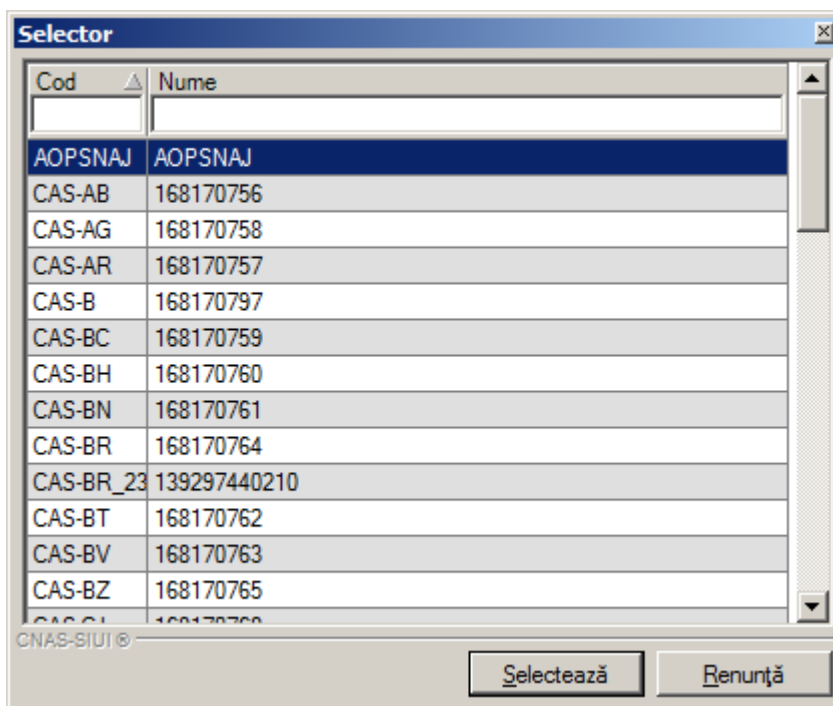 Selector
Cod Nume
AOPSNAJ AOPSNAJ
CAS-AB 168170756
CAS-AG 168170758
CAS-AR 168170757
CAS-B 168170797
CAS-BC 168170759
CAS-BH 168170760
CAS-BN 168170761
CAS-BR 168170764
CAS-BR_23 139297440210
CAS-BT 168170762
CAS-BV 168170763
CAS-BZ 168170765
CNAS-SIUI ®
Selectează Renunţă